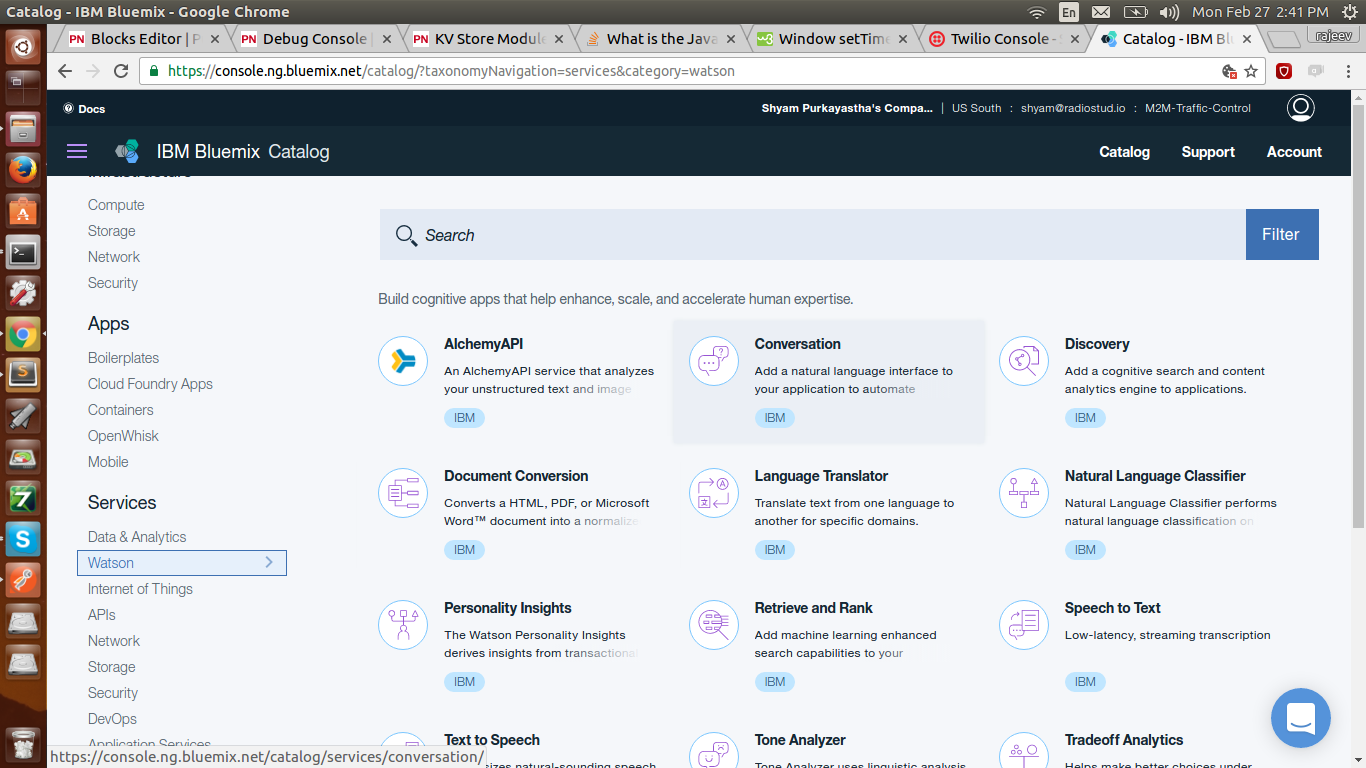 Catalog - IBM Bluemix - Google Chrome
En
Mon Feb 27 2:41 PM
Blocks Editor | P
Debug Console |
KV Store Module
What is the Java
Window setTime
Twilio Console -
Catalog - IBM Bl
rajeev
https://console.ng.bluemix.net/catalog/?taxonomyNavigation=services&category=watson
Docs
Shyam Purkayastha's Compa... | US South : shyam@radiostud.io : M2M-Traffic-Control
IBM Bluemix Catalog
Catalog
Support
Account
Infrastructure
Compute
Storage
Network
Security
Apps
Boilerplates
Cloud Foundry Apps
Containers
OpenWhisk
Mobile
Services
Data & Analytics
Watson
Internet of Things
APIs
Network
Storage
Security
DevOps
Application Services
Search
Filter
Build cognitive apps that help enhance, scale, and accelerate human expertise.
AlchemyAPI
An AlchemyAPI service that analyzes
your unstructured text and image
IBM
Conversation
Add a natural language interface to
your application to automate
IBM
Discovery
Add a cognitive search and content
analytics engine to applications.
IBM
Document Conversion
Converts a HTML, PDF, or Microsoft
Word™ document into a normalize
IBM
Language Translator
Translate text from one language to
another for specific domains.
IBM
Natural Language Classifier
Natural Language Classifier performs
natural language classification on
IBM
Personality Insights
The Watson Personality Insights
derives insights from transactional
IBM
Retrieve and Rank
Add machine learning enhanced
search capabilities to your
IBM
Speech to Text
Low-latency, streaming transcription
IBM
Text to Speech
sizes natural-sounding speech
Tone Analyzer
Tone Analyzer uses linguistic analysis
Tradeoff Analytics
Helps make better choices under
https://console.ng.bluemix.net/catalog/services/conversation/